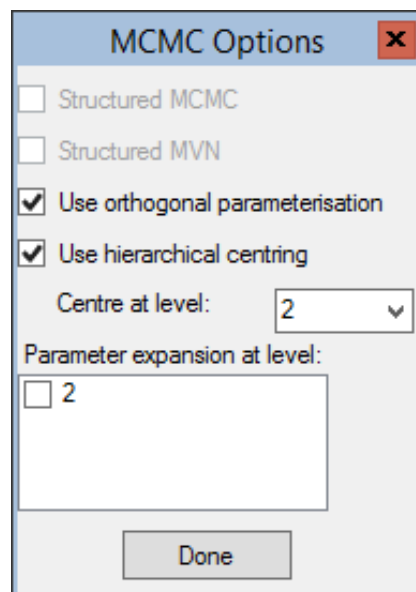 MCMC Options
Structured MCMC
Structured MVN
Use orthogonal parameterisation
Use hierarchical centring
Centre at level: 2
Parameter expansion at level:
2
Done